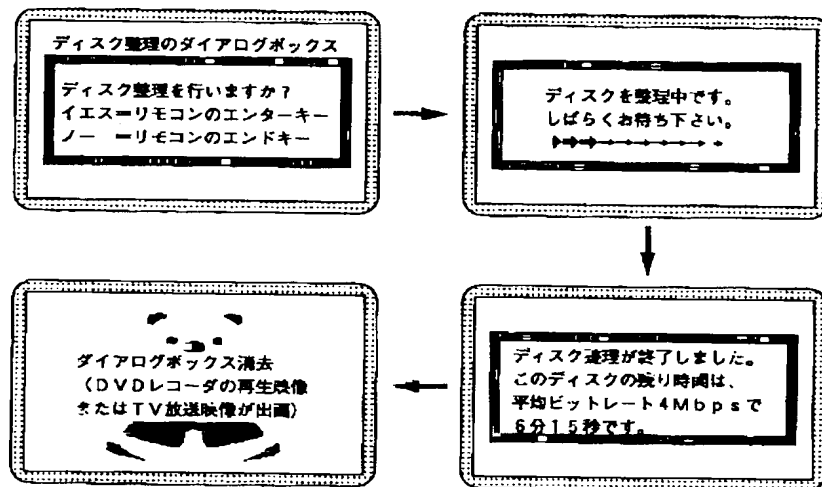 ディスク整理のダイアログボックス
ディスク整理を行いますか?
イエスーリモコンのエンターキー
ノー ーリモコンのエンドキー
ディスクを整理中です。
しばらくお待ち下さい。
ディスク整理が終了しました。
このディスクの残り時間は、
平均ビットレート4Mbpsで
6分15秒です。
ダイアログボックス消去
(DVDレコーダの再生映像
またはTV放送映像が出画)